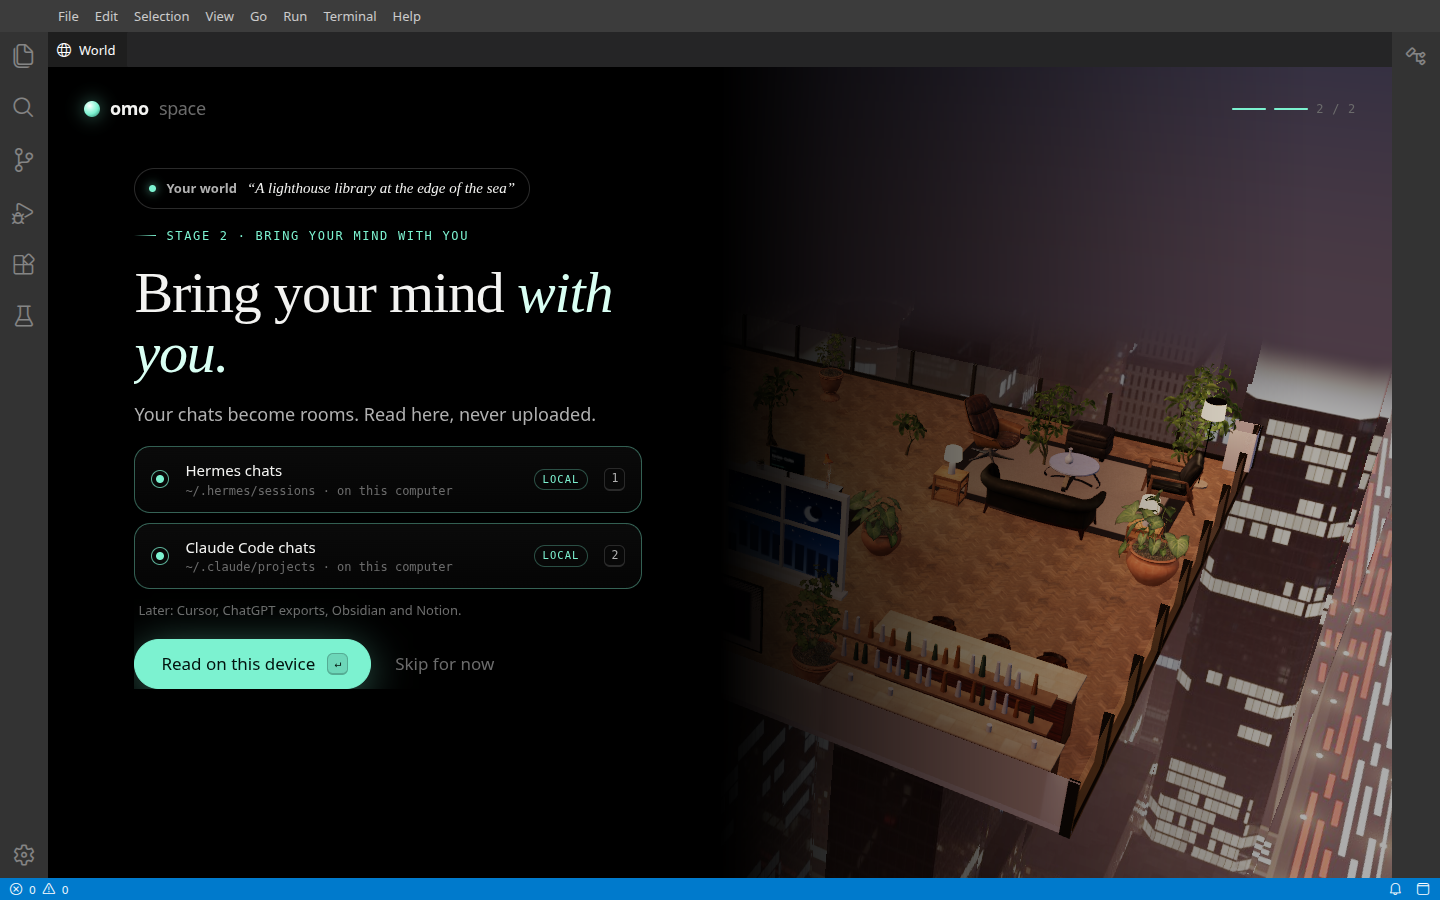 File Edit Selection View Go Run Terminal Help
World
omo space
2 / 2
Your world “A lighthouse library at the edge of the sea”
STAGE 2 · BRING YOUR MIND WITH YOU
Bring your mind with
you.
Your chats become rooms. Read here, never uploaded.
Hermes chats
~/.hermes/sessions · on this computer
LOCAL 1
Claude Code chats
~/.claude/projects · on this computer
LOCAL 2
Later: Cursor, ChatGPT exports, Obsidian and Notion.
Read on this device ↵ Skip for now
0 0